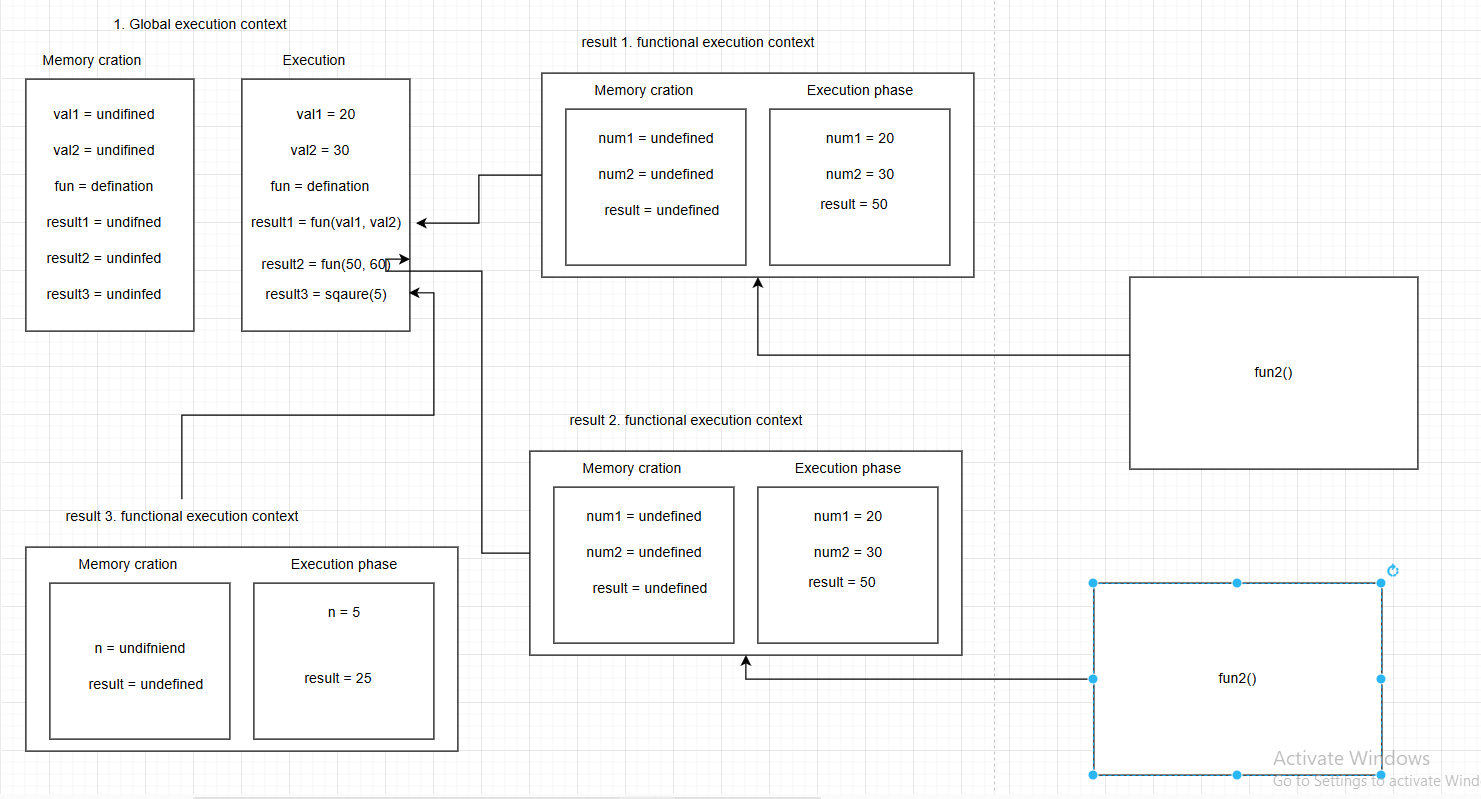 1. Global execution context
Memory cration
Execution
val1 = undifined
val2 = undifined
fun = defination
result1 = undifned
result2 = undinfed
result3 = undinfed
val1 = 20
val2 = 30
fun = defination
result1 = fun(val1, val2)
result2 = fun(50, 60)
result3 = sqaure(5)
result 1. functional execution context
Memory cration
Execution phase
num1 = undefined
num2 = undefined
result = undefined
num1 = 20
num2 = 30
result = 50
fun2()
result 2. functional execution context
Memory cration
Execution phase
num1 = undefined
num2 = undefined
result = undefined
num1 = 20
num2 = 30
result = 50
result 3. functional execution context
Memory cration
Execution phase
n = undifniend
result = undefined
n = 5
result = 25
fun2()
Activate Windows
Go to Settings to activate Wind